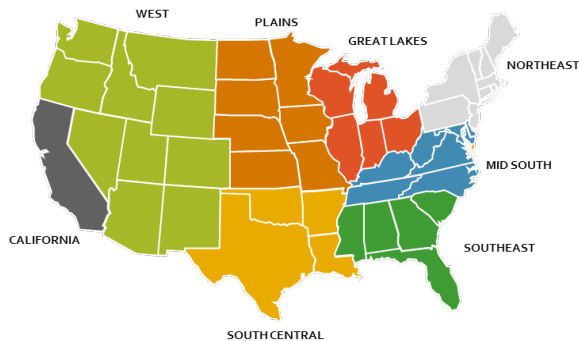 WEST
PLAINS
GREAT LAKES
NORTHEAST
MID SOUTH
CALIFORNIA
SOUTHEAST
SOUTH CENTRAL